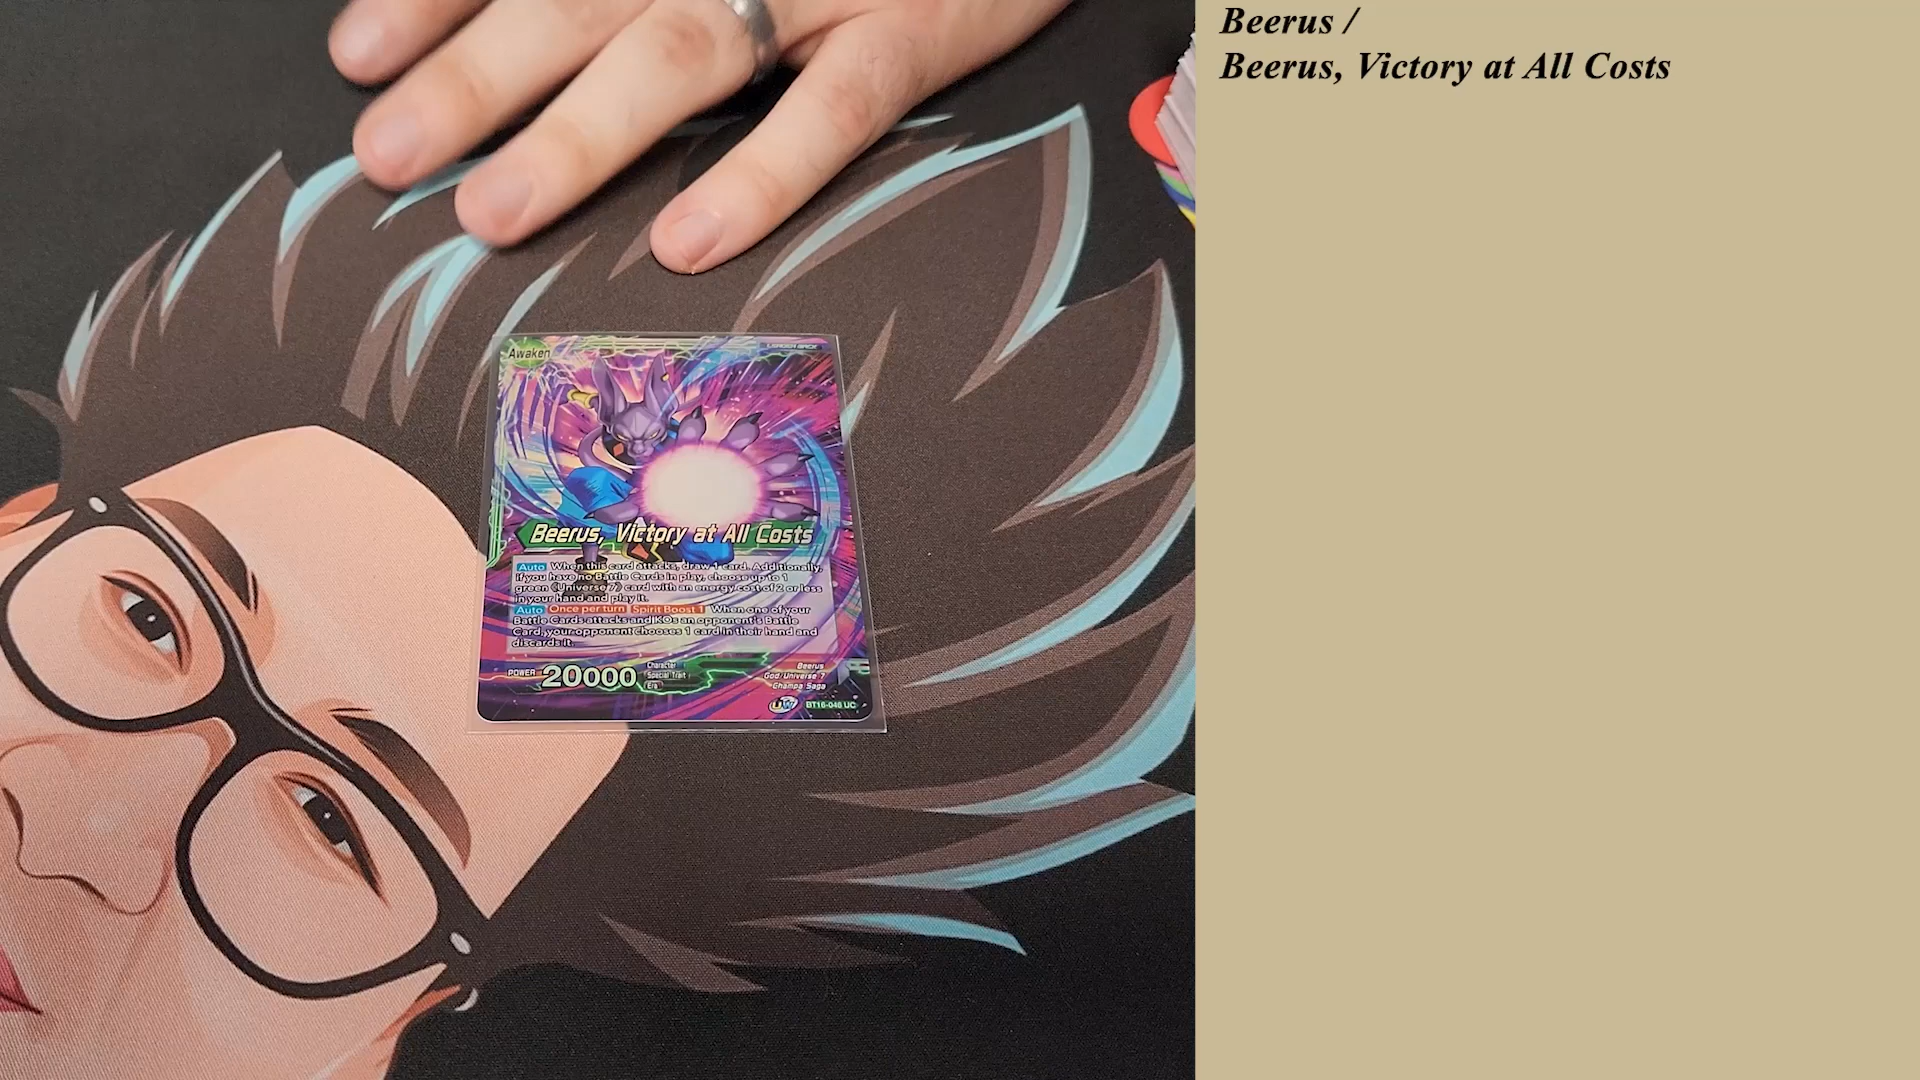 Beerus /
Beerus, Victory at All Costs
Awaken
LEADER BACK
Beerus, Victory at All Costs
Auto When this card attacks, draw 1 card. Additionally,
if you have no Battle Cards in play, choose up to 1
green《Universe 7》card with an energy cost of 2 or less
in your hand and play it.
Auto Once per turn Spirit Boost 1 When one of your
Battle Cards attacks and KOs an opponent's Battle
Card, your opponent chooses 1 card in their hand and
discards it.
POWER 20000
Character Beerus
Special Trait God/Universe 7
Era Champa Saga
UW BT16-046 UC